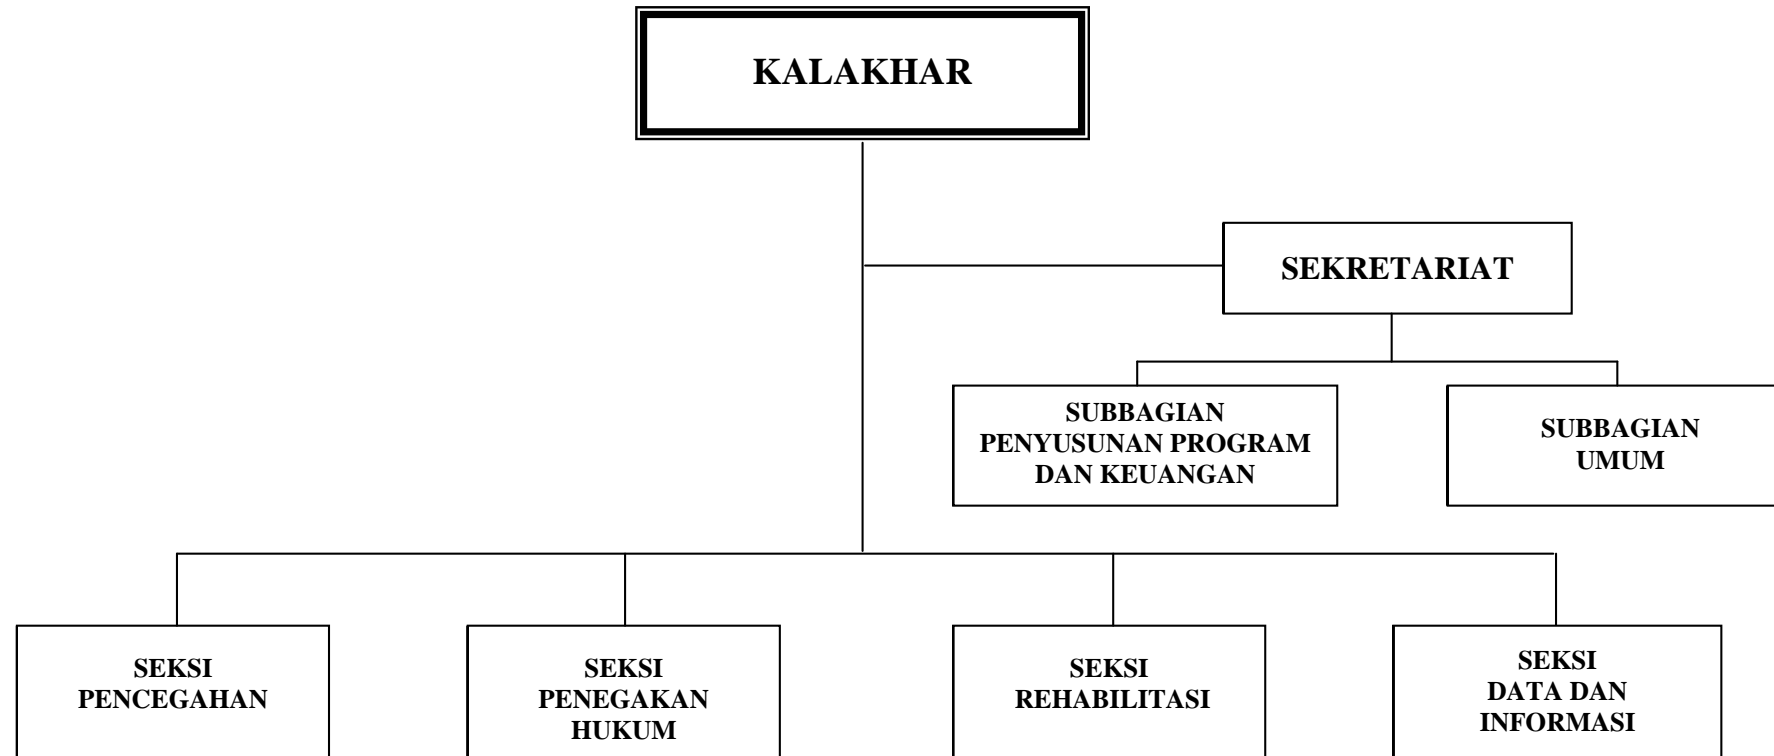 KALAKHAR
SEKRETARIAT
SUBBAGIAN
PENYUSUNAN PROGRAM
DAN KEUANGAN
SUBBAGIAN
UMUM
SEKSI
PENCEGAHAN
SEKSI
PENEGAKAN
HUKUM
SEKSI
REHABILITASI
SEKSI
DATA DAN
INFORMASI